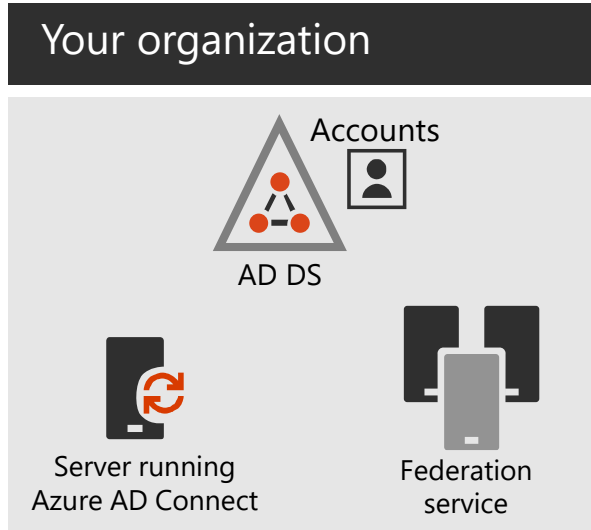 Your organization
Accounts
AD DS
Server running
Azure AD Connect
Federation
service